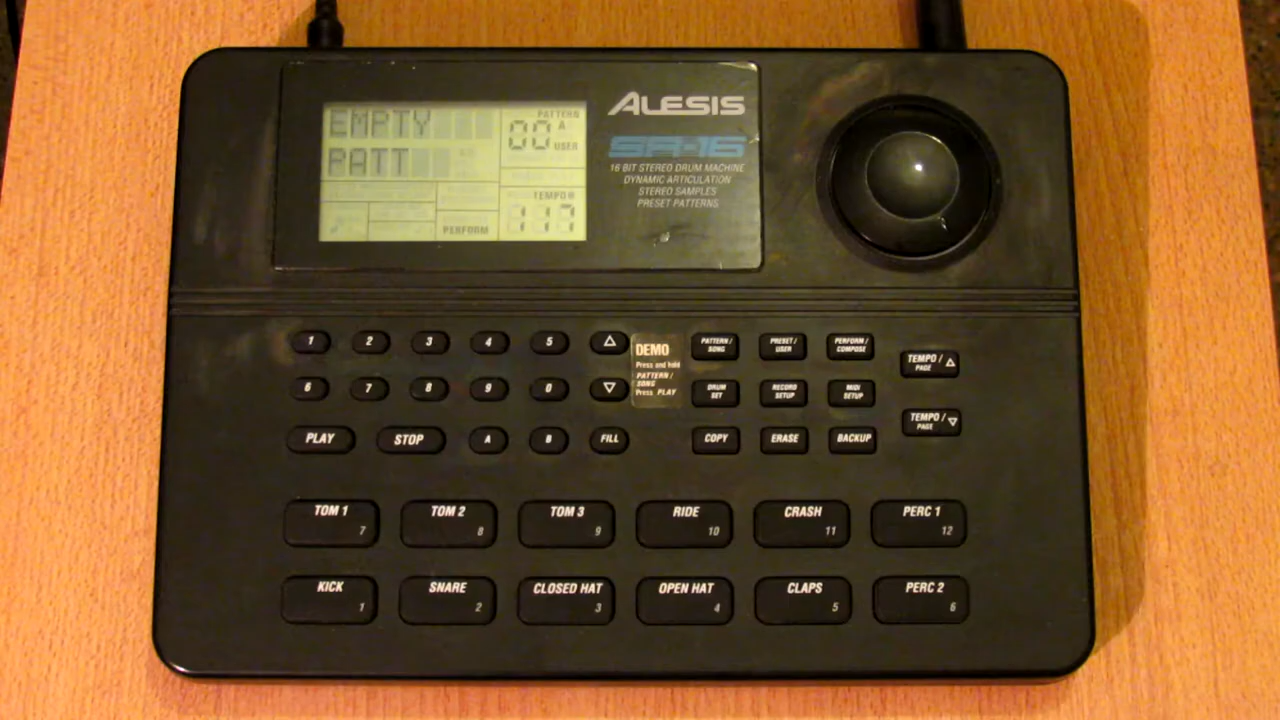 EMPTY
PATT
PATTERN
00 A
USER
TEMPO
117
PERFORM
ALESIS
SR-16
16 BIT STEREO DRUM MACHINE
DYNAMIC ARTICULATION
STEREO SAMPLES
PRESET PATTERNS
1 2 3 4 5 △
6 7 8 9 0 ▽
PLAY STOP A B FILL
DEMO
Press and hold
PATTERN /
SONG
Press PLAY
PATTERN /
SONG
PRESET /
USER
PERFORM /
COMPOSE
DRUM
SET
RECORD
SETUP
MIDI
SETUP
COPY ERASE BACKUP
TEMPO / △
PAGE
TEMPO / ▽
PAGE
TOM 1
7
TOM 2
8
TOM 3
9
RIDE
10
CRASH
11
PERC 1
12
KICK
1
SNARE
2
CLOSED HAT
3
OPEN HAT
4
CLAPS
5
PERC 2
6